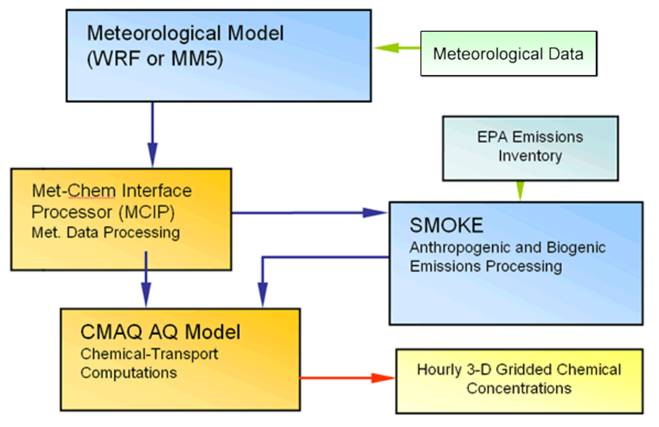 Meteorological Model
(WRF or MM5)
Meteorological Data
EPA Emissions
Inventory
Met-Chem Interface
Processor (MCIP)
Met. Data Processing
SMOKE
Anthropogenic and Biogenic
Emissions Processing
CMAQ AQ Model
Chemical-Transport
Computations
Hourly 3-D Gridded Chemical
Concentrations